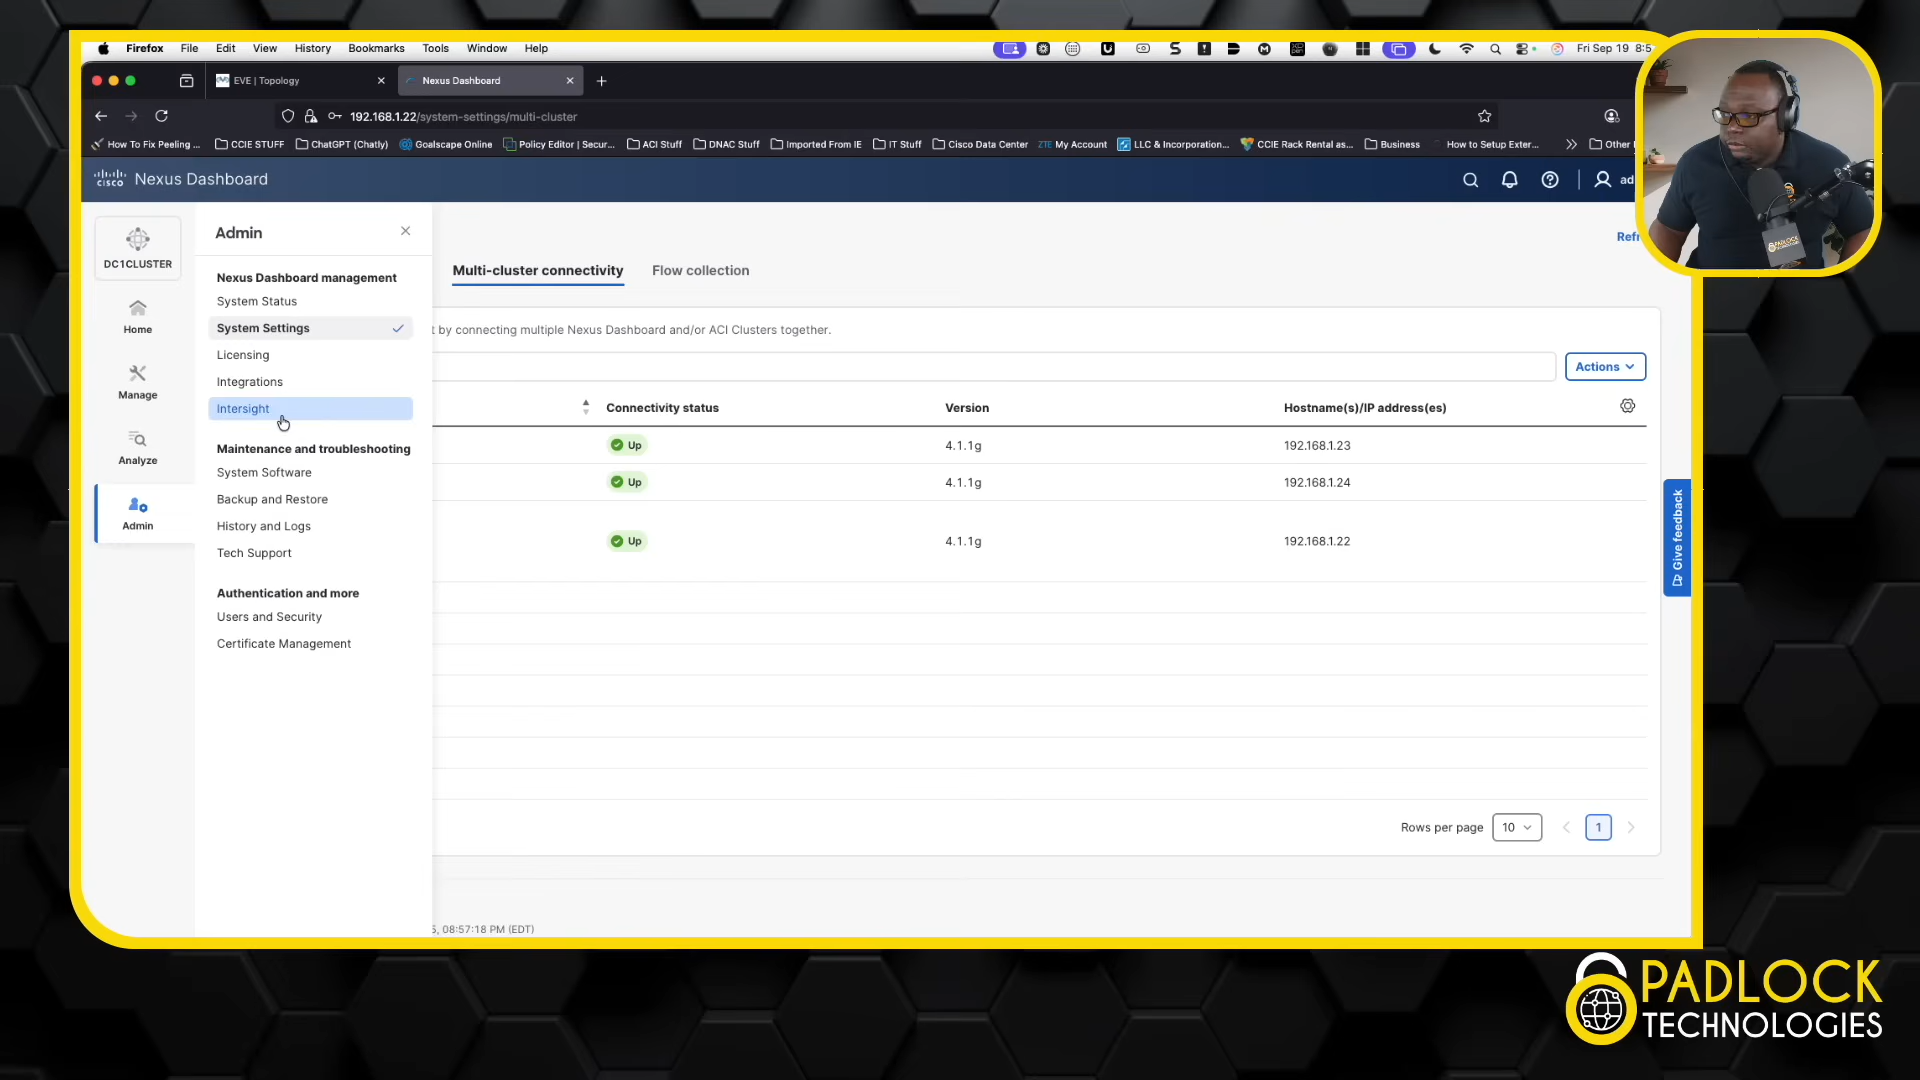 Firefox File Edit View History Bookmarks Tools Window Help Fri Sep 19 8:5
EVE | Topology Nexus Dashboard
192.168.1.22/system-settings/multi-cluster
How To Fix Peeling ... CCIE STUFF ChatGPT (Chatly) Goalscape Online Policy Editor | Secur... ACI Stuff DNAC Stuff Imported From IE IT Stuff Cisco Data Center ZTE My Account LLC & Incorporation... CCIE Rack Rental as... Business How to Setup Exter... Other
CISCO Nexus Dashboard ad
DC1CLUSTER
Home
Manage
Analyze
Admin
Admin
Nexus Dashboard management
System Status
System Settings
Licensing
Integrations
Intersight
Maintenance and troubleshooting
System Software
Backup and Restore
History and Logs
Tech Support
Authentication and more
Users and Security
Certificate Management
Refr
Multi-cluster connectivity Flow collection
t by connecting multiple Nexus Dashboard and/or ACI Clusters together.
Actions
Connectivity status Version Hostname(s)/IP address(es)
Up 4.1.1g 192.168.1.23
Up 4.1.1g 192.168.1.24
Up 4.1.1g 192.168.1.22
Rows per page 10 1
5, 08:57:18 PM (EDT)
Give feedback
PADLOCK
TECHNOLOGIES